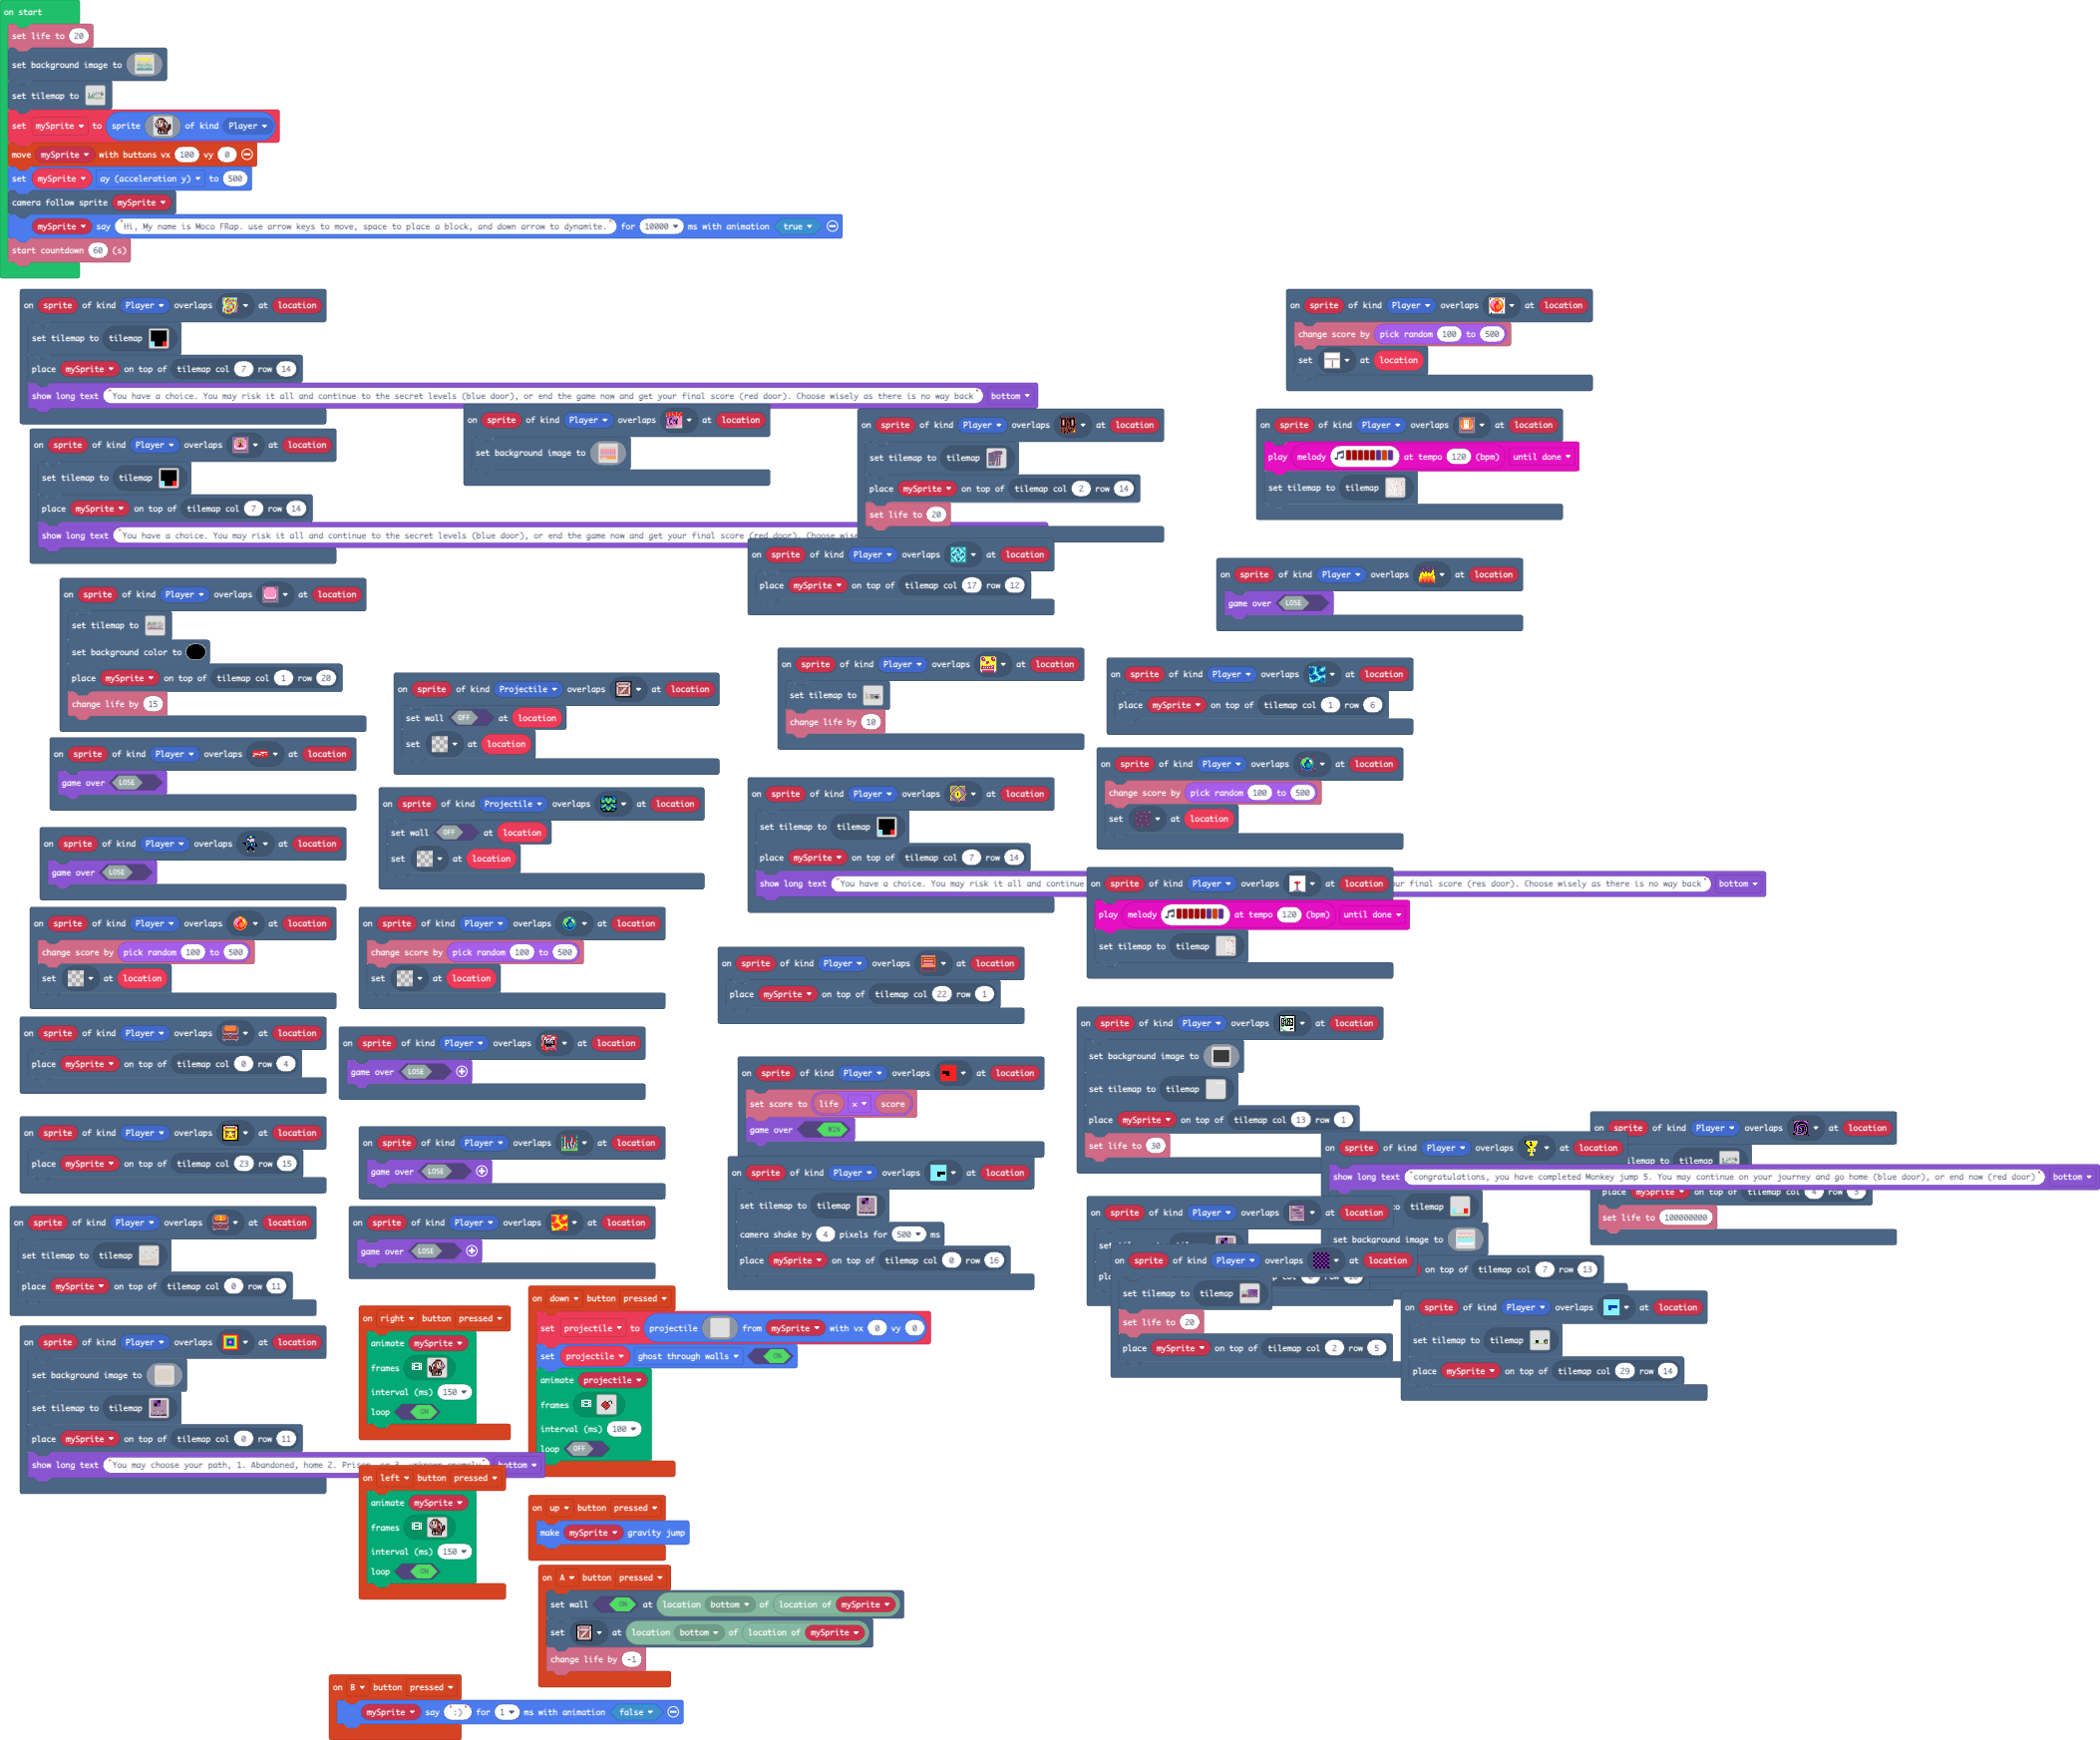 on start
set life to 20
set background image to
set tilemap to
set mySprite to sprite of kind Player
move mySprite with buttons vx 100 vy 0
set mySprite ay (acceleration y) to 500
camera follow sprite mySprite
mySprite say "Hi, My name is Maco FRap. use arrow keys to move, space to place a block, and down arrow to dynamite." for 10000 ms with animation true
start countdown 60 (s)
on sprite of kind Player overlaps at location
set tilemap to tilemap
place mySprite on top of tilemap col 7 row 14
show long text "You have a choice. You may risk it all and continue to the secret levels (blue door), or end the game now and get your final score (red door). Choose wisely as there is no way back" bottom
on sprite of kind Player overlaps at location
set tilemap to tilemap
place mySprite on top of tilemap col 7 row 14
show long text "You have a choice. You may risk it all and continue to the secret levels (blue door), or end the game now and get your final score (red door). Choose
on sprite of kind Player overlaps at location
set tilemap to
set background color to
place mySprite on top of tilemap col 1 row 20
change life by 15
on sprite of kind Player overlaps at location
game over LOSE
on sprite of kind Player overlaps at location
game over LOSE
on sprite of kind Player overlaps at location
change score by pick random 100 to 500
set at location
on sprite of kind Player overlaps at location
place mySprite on top of tilemap col 0 row 4
on sprite of kind Player overlaps at location
place mySprite on top of tilemap col 23 row 15
on sprite of kind Player overlaps at location
set tilemap to tilemap
place mySprite on top of tilemap col 0 row 11
on sprite of kind Player overlaps at location
set background image to
set tilemap to tilemap
place mySprite on top of tilemap col 0 row 11
show long text "You may choose your path, 1. Abandoned, home 2. bottom
on sprite of kind Player overlaps at location
set background image to
on sprite of kind Projectile overlaps at location
set wall OFF at location
set at location
on sprite of kind Projectile overlaps at location
set wall OFF at location
set at location
on sprite of kind Player overlaps at location
change score by pick random 100 to 500
set at location
on sprite of kind Player overlaps at location
game over LOSE
on sprite of kind Player overlaps at location
game over LOSE
on sprite of kind Player overlaps at location
game over LOSE
on right button pressed
animate mySprite
frames
interval (ms) 150
loop ON
on left button pressed
animate mySprite
frames
interval (ms) 150
loop ON
on down button pressed
set projectile to projectile from mySprite with vx 0 vy 0
set projectile ghost through walls ON
animate projectile
frames
interval (ms) 100
loop OFF
on up button pressed
make mySprite gravity jump
on A button pressed
set wall ON at location bottom of location of mySprite
set at location bottom of location of mySprite
change life by -1
on B button pressed
mySprite say ":)" for 1 ms with animation false
on sprite of kind Player overlaps at location
set tilemap to tilemap
place mySprite on top of tilemap col 2 row 14
set life to 20
on sprite of kind Player overlaps at location
place mySprite on top of tilemap col 17 row 12
on sprite of kind Player overlaps at location
set tilemap to
change life by 10
on sprite of kind Player overlaps at location
set tilemap to tilemap
place mySprite on top of tilemap col 7 row 14
show long text "You have a choice. You may risk it all and continue ur final score (res door). Choose wisely as there is no way back" bottom
on sprite of kind Player overlaps at location
place mySprite on top of tilemap col 22 row 1
on sprite of kind Player overlaps at location
set score to life x score
game over WIN
on sprite of kind Player overlaps at location
set tilemap to tilemap
camera shake by 4 pixels for 500 ms
place mySprite on top of tilemap col 0 row 16
on sprite of kind Player overlaps at location
change score by pick random 100 to 500
set at location
on sprite of kind Player overlaps at location
play melody at tempo 120 (bpm) until done
set tilemap to tilemap
on sprite of kind Player overlaps at location
game over LOSE
on sprite of kind Player overlaps at location
place mySprite on top of tilemap col 1 row 6
on sprite of kind Player overlaps at location
change score by pick random 100 to 500
set at location
on sprite of kind Player overlaps at location
play melody at tempo 120 (bpm) until done
set tilemap to tilemap
on sprite of kind Player overlaps at location
set background image to
set tilemap to tilemap
place mySprite on top of tilemap col 13 row 1
set life to 30
on sprite of kind Player overlaps at location
show long text "congratulations, you have completed Monkey jump 5. You may continue on your journey and go home (blue door), or end now (red door)" bottom
tilemap
set background image to
on top of tilemap col 7 row 13
on sprite of kind Player overlaps at location
tilemap
set life to 100000000
on sprite of kind Player overlaps at location
on sprite of kind Player overlaps at location
set tilemap to tilemap
set life to 20
place mySprite on top of tilemap col 2 row 5
on sprite of kind Player overlaps at location
set tilemap to tilemap
place mySprite on top of tilemap col 29 row 14